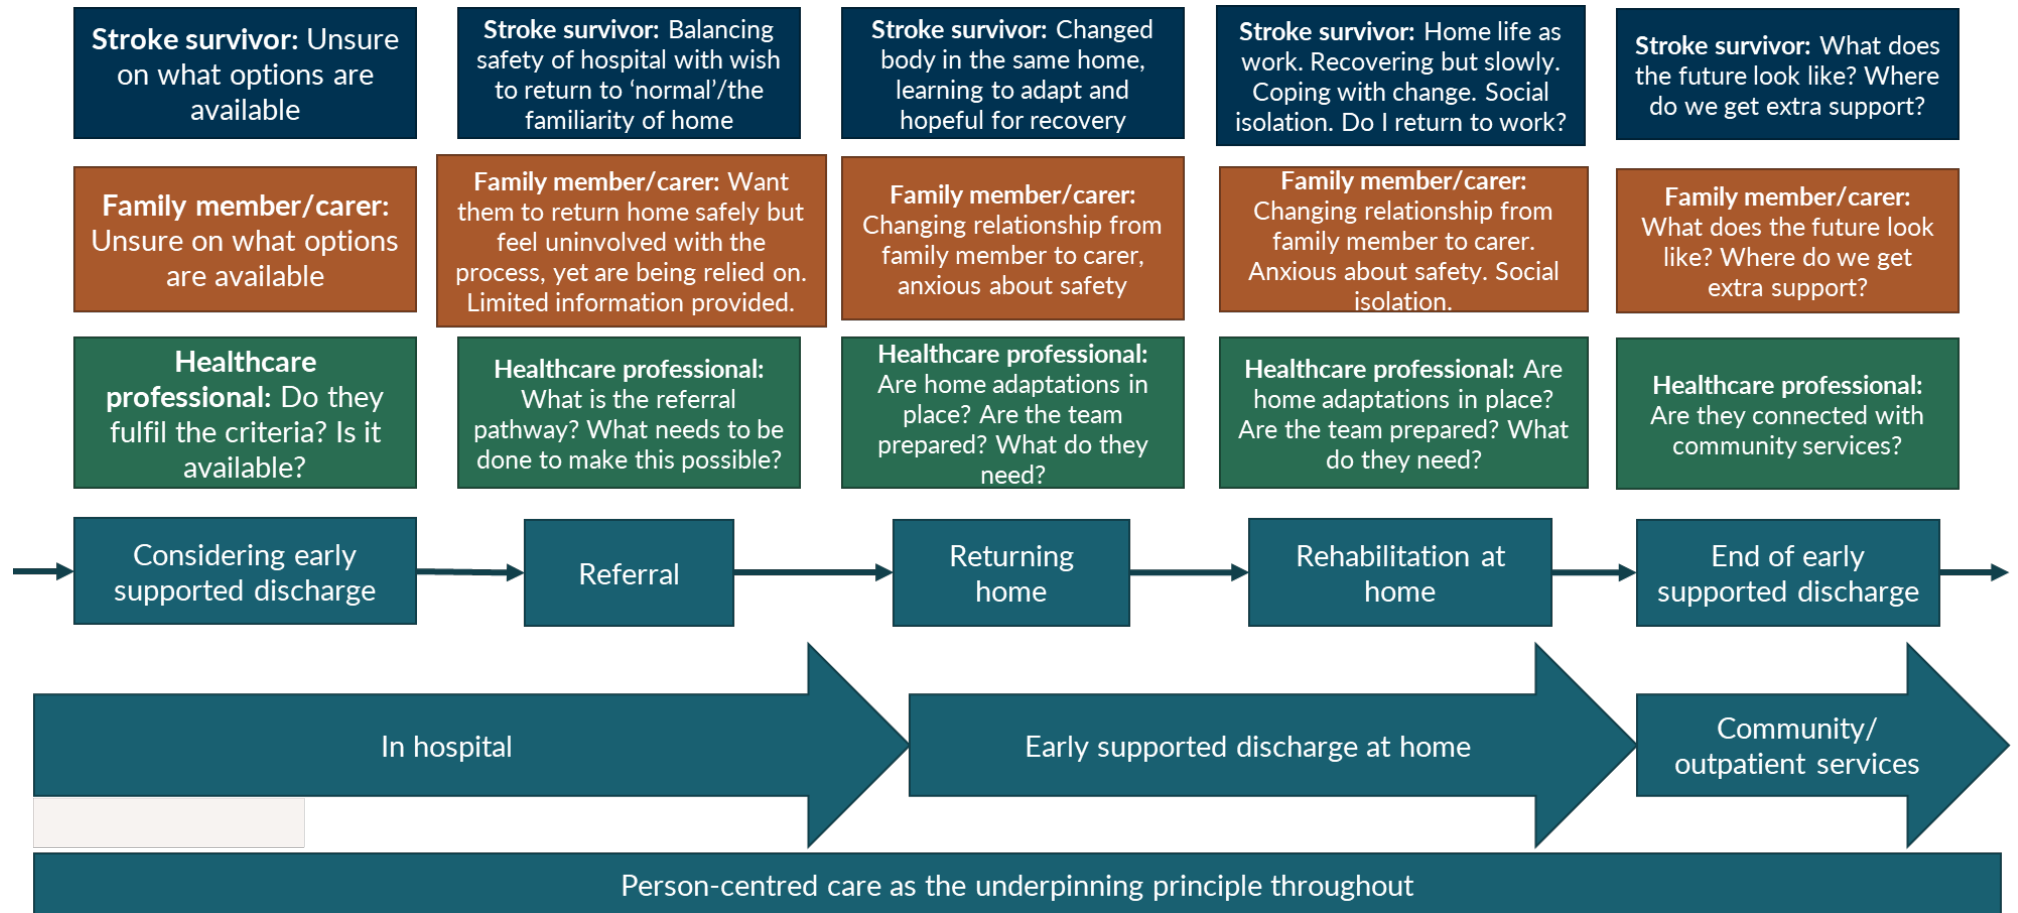 Stroke survivor: Unsure
on what options are
available
Stroke survivor: Balancing
safety of hospital with wish
to return to ‘normal’/the
familiarity of home
Stroke survivor: Changed
body in the same home,
learning to adapt and
hopeful for recovery
Stroke survivor: Home life as
work. Recovering but slowly.
Coping with change. Social
isolation. Do I return to work?
Stroke survivor: What does
the future look like? Where
do we get extra support?
Family member/carer:
Unsure on what options
are available
Family member/carer: Want
them to return home safely but
feel uninvolved with the
process, yet are being relied on.
Limited information provided.
Family member/carer:
Changing relationship from
family member to carer,
anxious about safety
Family member/carer:
Changing relationship from
family member to carer.
Anxious about safety. Social
isolation.
Family member/carer:
What does the future look
like? Where do we get
extra support?
Healthcare
professional: Do they
fulfil the criteria? Is it
available?
Healthcare professional:
What is the referral
pathway? What needs to be
done to make this possible?
Healthcare professional:
Are home adaptations in
place? Are the team
prepared? What do they
need?
Healthcare professional: Are
home adaptations in place?
Are the team prepared? What
do they need?
Healthcare professional:
Are they connected with
community services?
Considering early
supported discharge
Referral
Returning
home
Rehabilitation at
home
End of early
supported discharge
In hospital
Early supported discharge at home
Community/
outpatient services
Person-centred care as the underpinning principle throughout